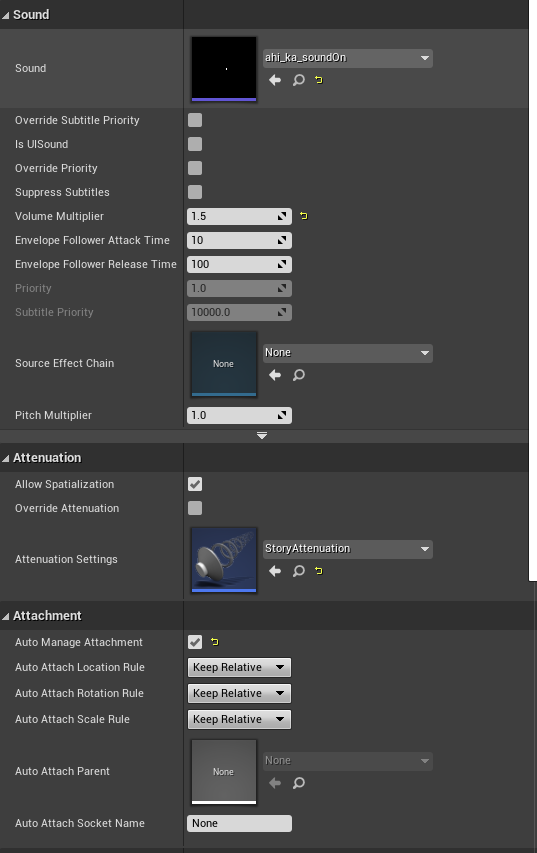 Sound
Sound
ahi_ka_soundOn
Override Subtitle Priority
Is UISound
Override Priority
Suppress Subtitles
Volume Multiplier 1.5
Envelope Follower Attack Time 10
Envelope Follower Release Time 100
Priority 1.0
Subtitle Priority 10000.0
Source Effect Chain None None
Pitch Multiplier 1.0
Attenuation
Allow Spatialization
Override Attenuation
Attenuation Settings StoryAttenuation
Attachment
Auto Manage Attachment
Auto Attach Location Rule Keep Relative
Auto Attach Rotation Rule Keep Relative
Auto Attach Scale Rule Keep Relative
Auto Attach Parent None None
Auto Attach Socket Name None